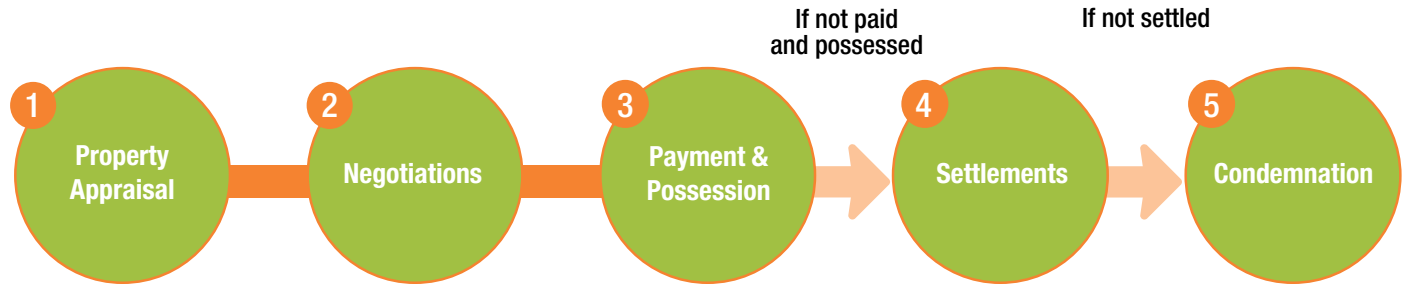 If not paid
and possessed
If not settled
1
Property
Appraisal
2
Negotiations
3
Payment &
Possession
4
Settlements
5
Condemnation